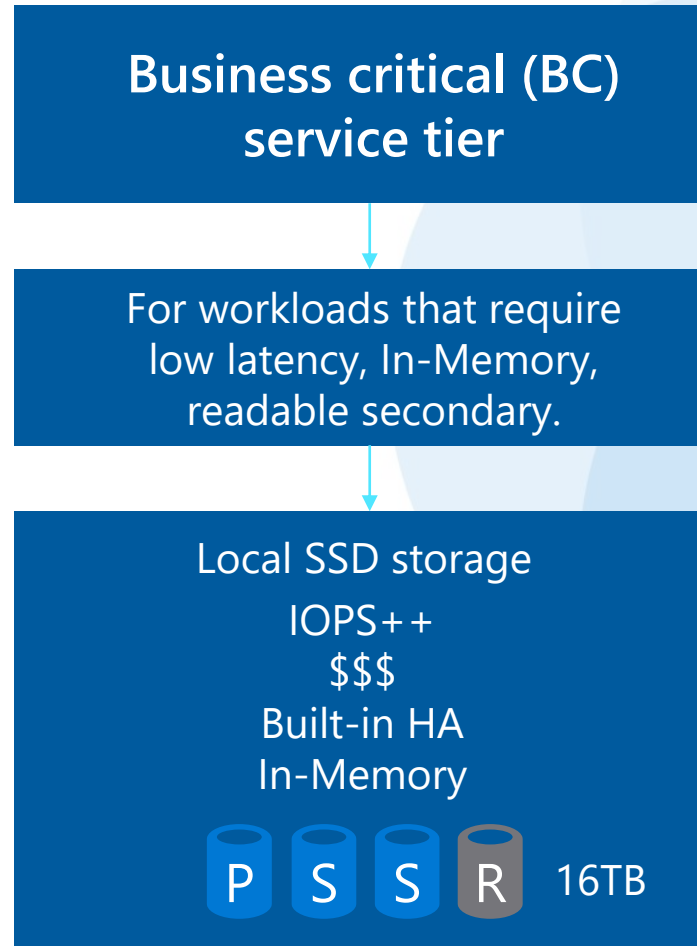 Business critical (BC)
service tier
For workloads that require
low latency, In-Memory,
readable secondary.
Local SSD storage
IOPS++
$$$
Built-in HA
In-Memory
P S S R 16TB